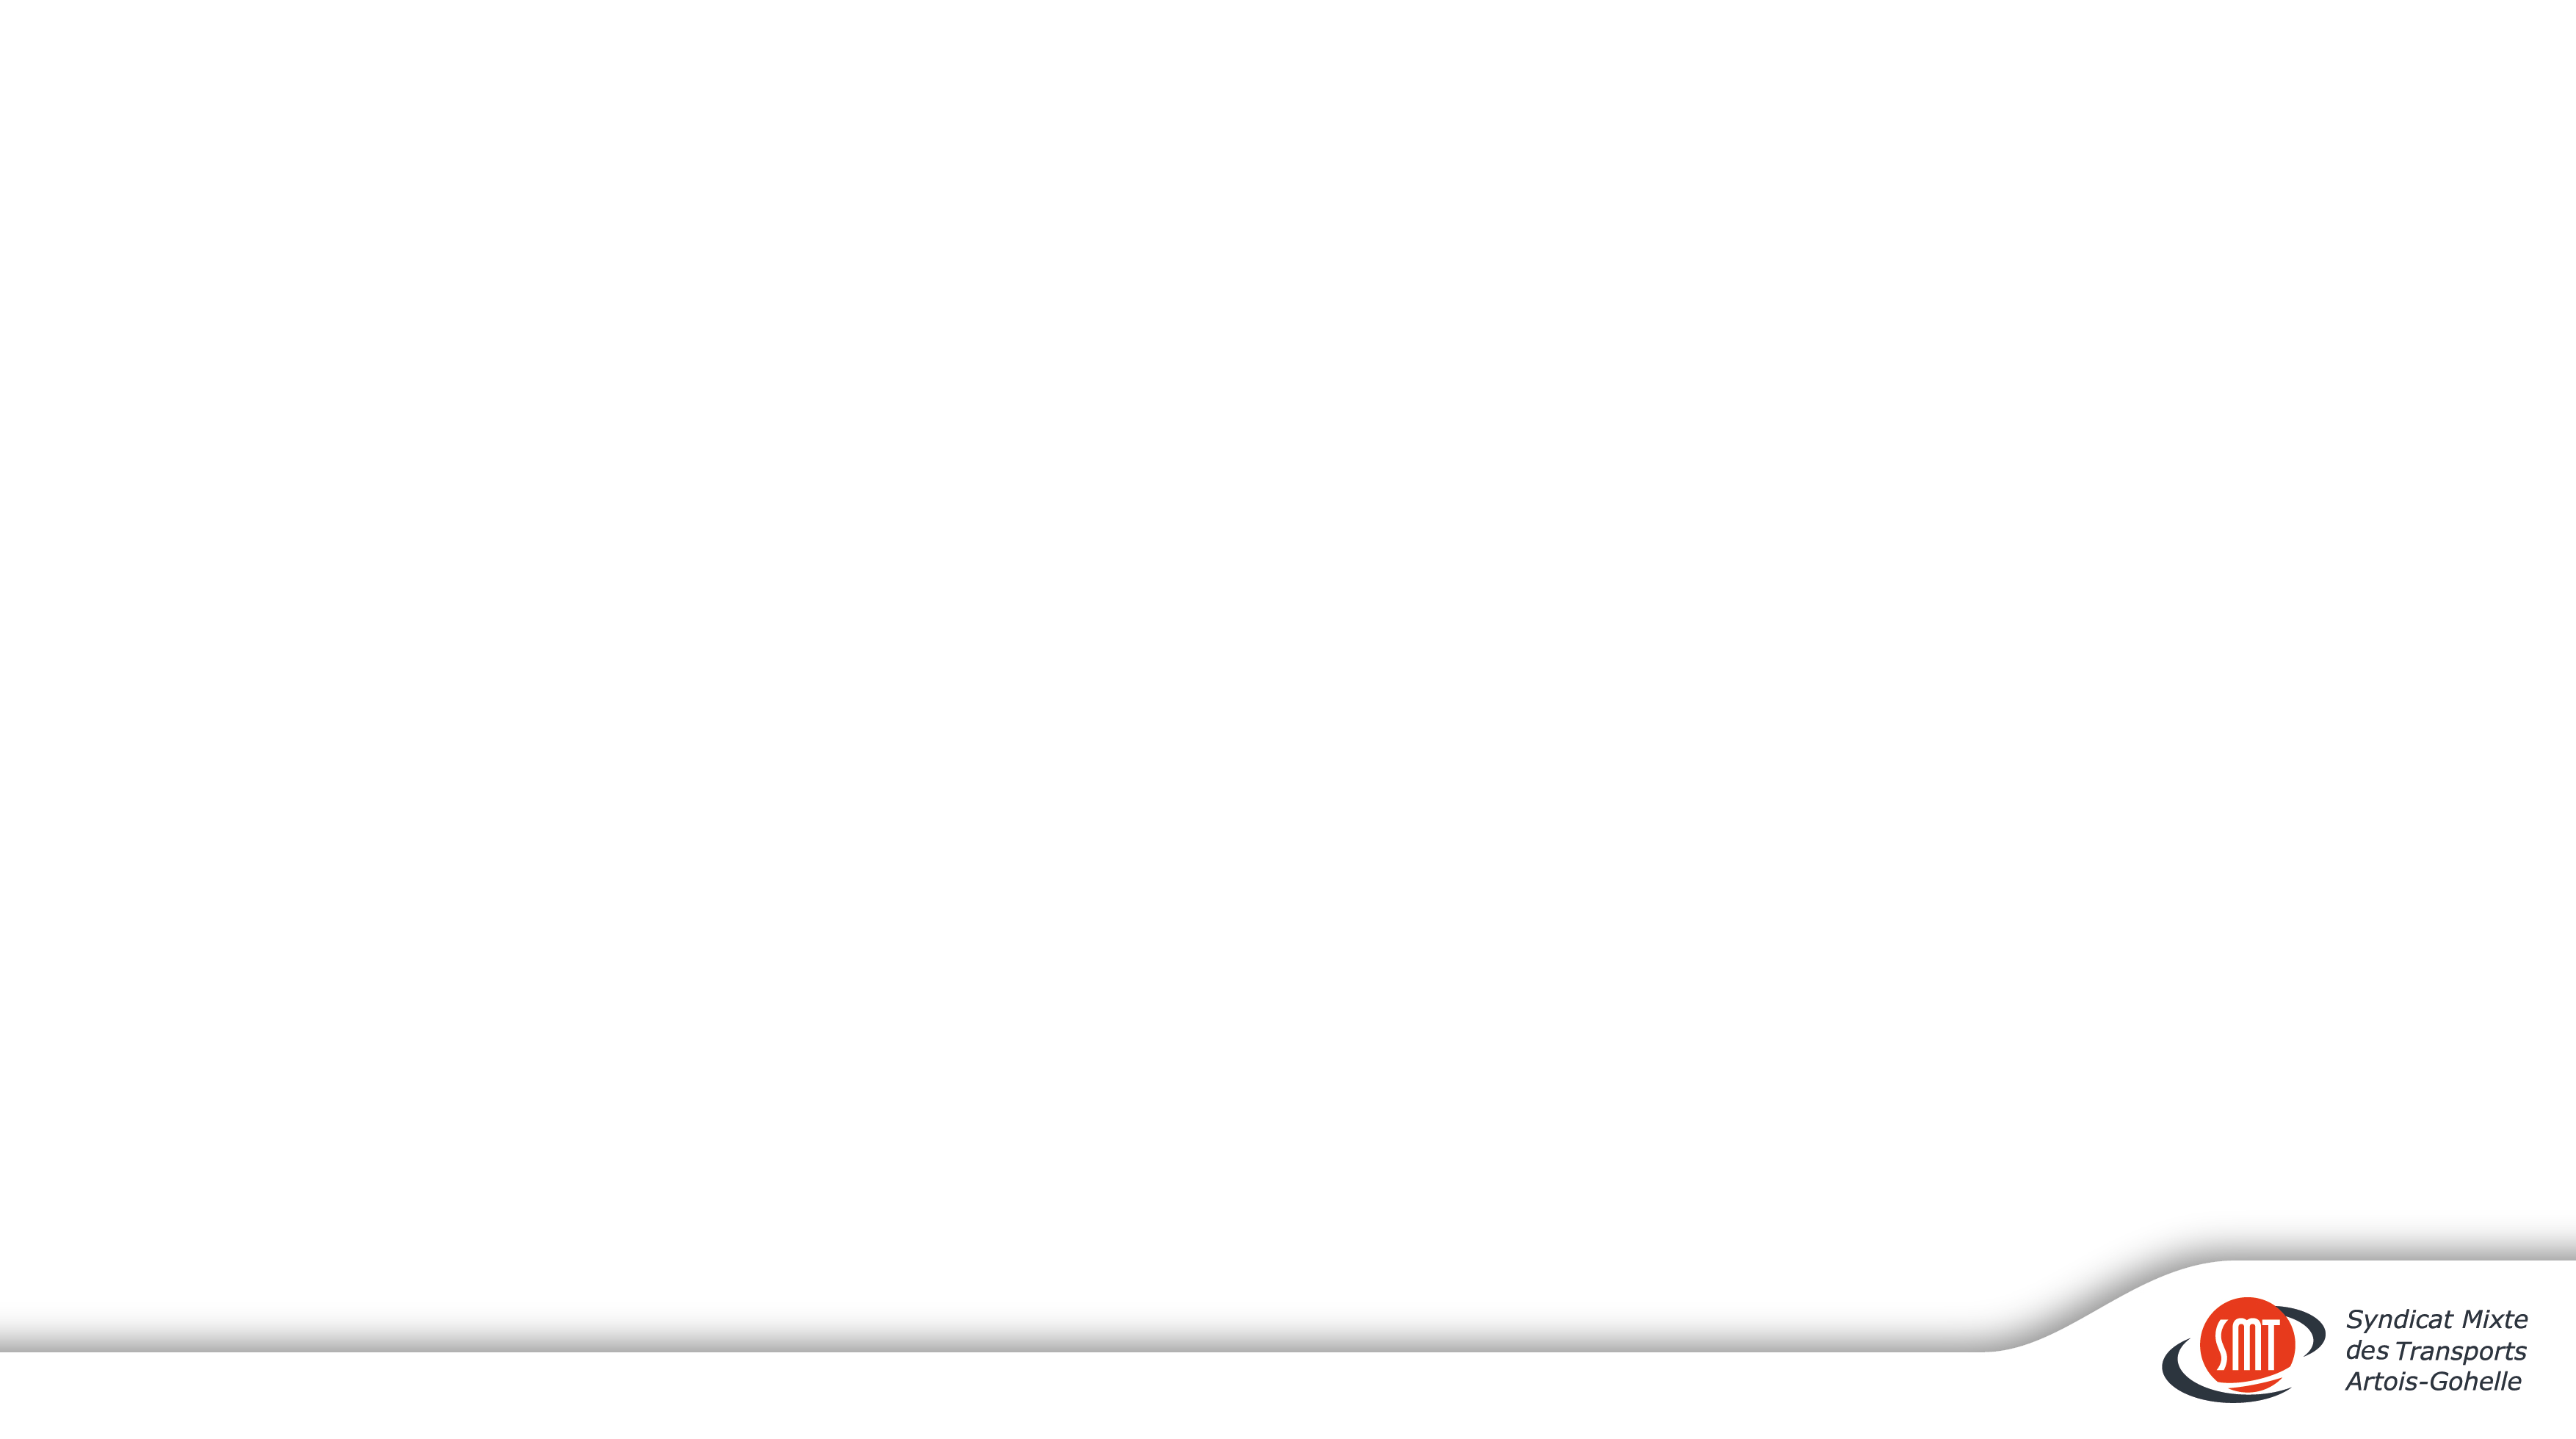 SMT
Syndicat Mixte
des Transports
Artois-Gohelle